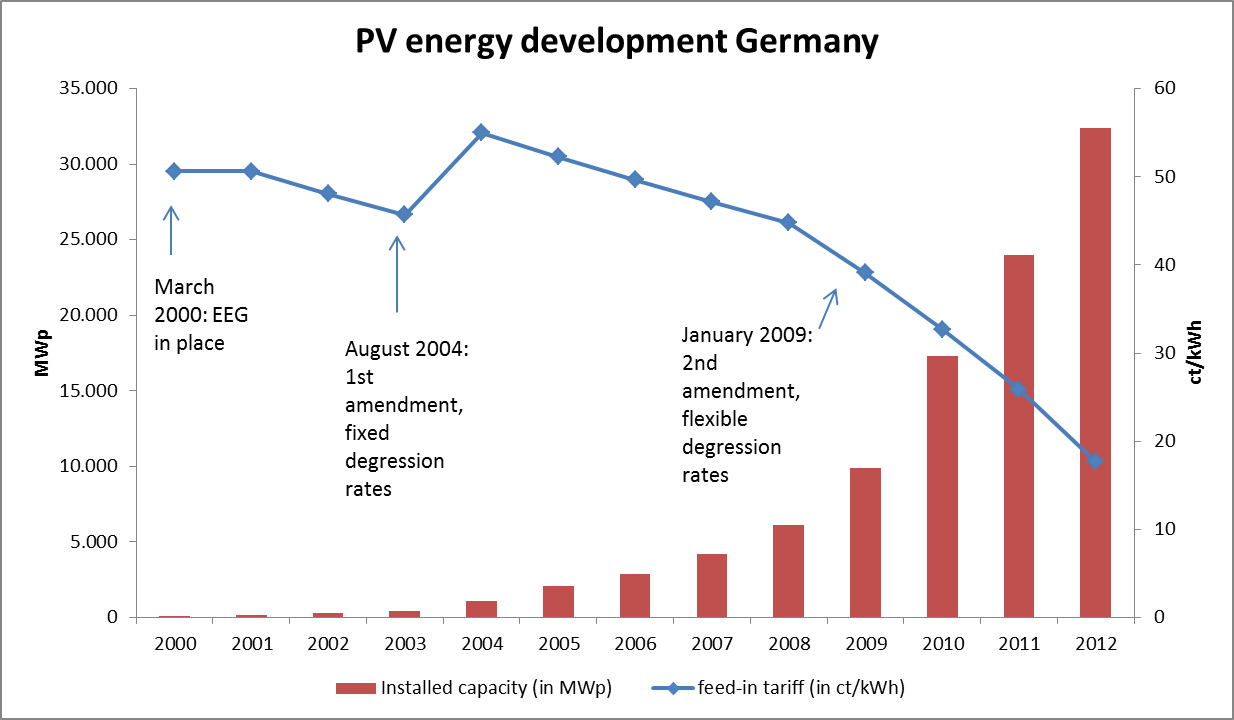 PV energy development Germany
35.000
30.000
25.000
20.000
15.000
10.000
5.000
0
MWp
60
50
40
30
20
10
0
ct/kWh
March
2000: EEG
in place
August 2004:
1st
amendment,
fixed
degression
rates
January 2009:
2nd
amendment,
flexible
degression
rates
2000 2001 2002 2003 2004 2005 2006 2007 2008 2009 2010 2011 2012
Installed capacity (in MWp) feed-in tariff (in ct/kWh)